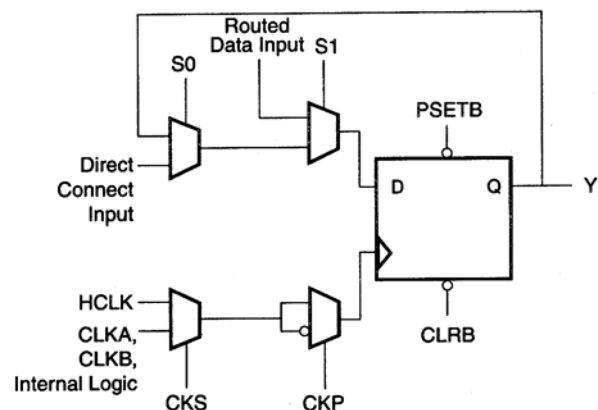 Routed
Data Input
S1
S0
PSETB
Direct
Connect
Input
D
Q
Y
HCLK
CLKA,
CLKB,
Internal Logic
CLRB
CKS
CKP